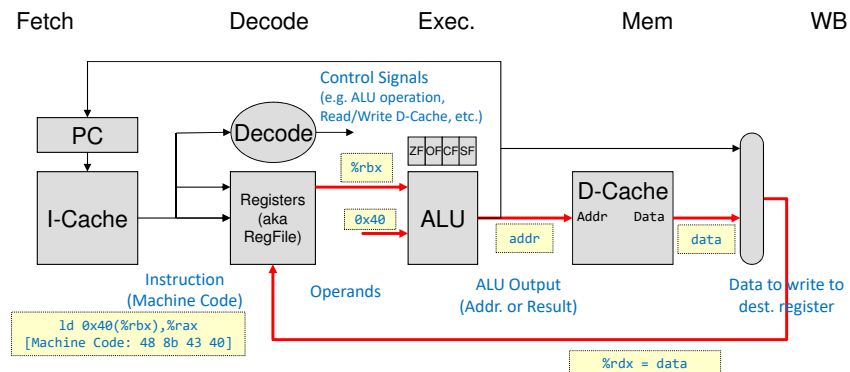 Fetch Decode Exec. Mem WB
Control Signals
(e.g. ALU operation,
Read/Write D-Cache, etc.)
PC
Decode
ZF OF CF SF
%rbx
I-Cache
Registers
(aka
RegFile)
0x40
ALU
D-Cache
Addr Data
addr
data
Instruction
(Machine Code)
Operands
ALU Output
(Addr. or Result)
Data to write to
dest. register
ld 0x40(%rbx),%rax
[Machine Code: 48 8b 43 40]
%rdx = data